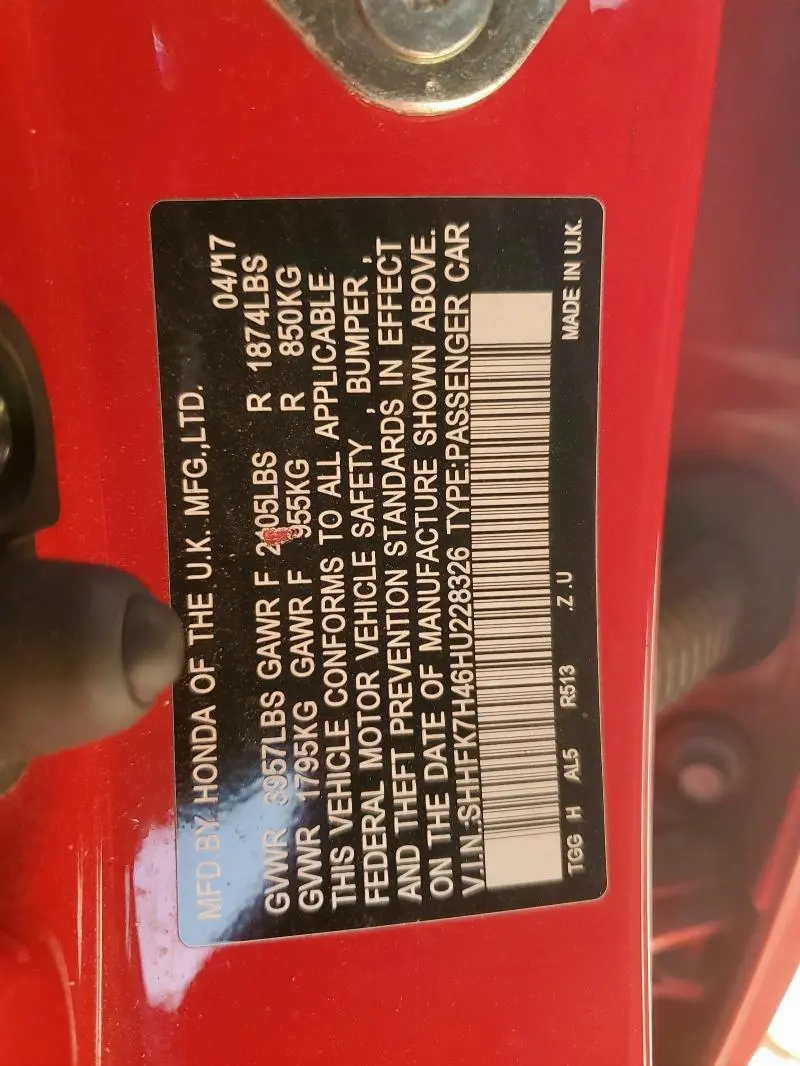 MFD.BY HONDA OF THE U.K. MFG.,LTD. 04/17
GVWR 3957LBS GAWR F 2105LBS R 1874LBS
GVWR 1795KG GAWR F 955KG R 850KG
THIS VEHICLE CONFORMS TO ALL APPLICABLE
FEDERAL MOTOR VEHICLE SAFETY , BUMPER ,
AND THEFT PREVENTION STANDARDS IN EFFECT
ON THE DATE OF MANUFACTURE SHOWN ABOVE.
V.I.N.:SHHFK7H46HU228326 TYPE:PASSENGER CAR
TGG H AL5 R513 .Z .U MADE IN U.K.